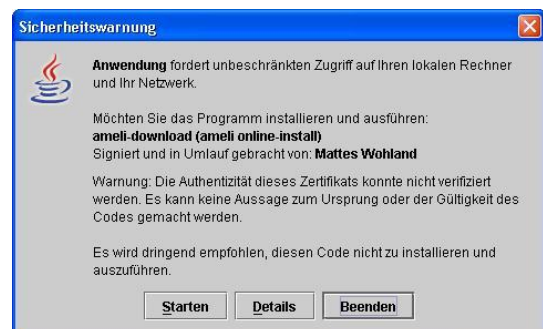 Sicherheitswarnung
Anwendung fordert unbeschränkten Zugriff auf Ihren lokalen Rechner
und Ihr Netzwerk.
Möchten Sie das Programm installieren und ausführen:
ameli-download (ameli online-install)
Signiert und in Umlauf gebracht von: Mattes Wohland
Warnung: Die Authentizität dieses Zertifikats konnte nicht verifiziert
werden. Es kann keine Aussage zum Ursprung oder der Gültigkeit des
Codes gemacht werden.
Es wird dringend empfohlen, diesen Code nicht zu installieren und
auszuführen.
Starten Details Beenden